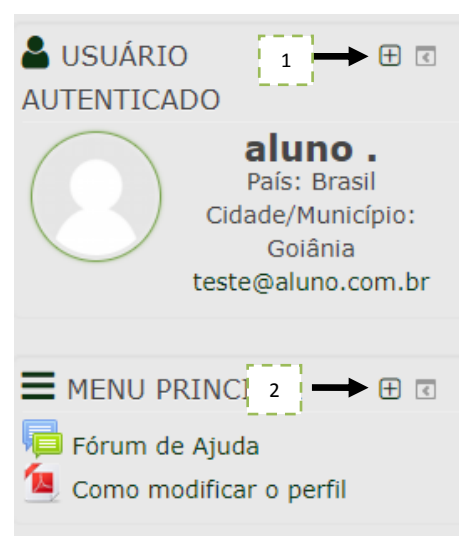 USUÁRIO
1
AUTENTICADO
aluno .
País: Brasil
Cidade/Município:
Goiânia
teste@aluno.com.br
MENU PRINCI
2
Fórum de Ajuda
Como modificar o perfil